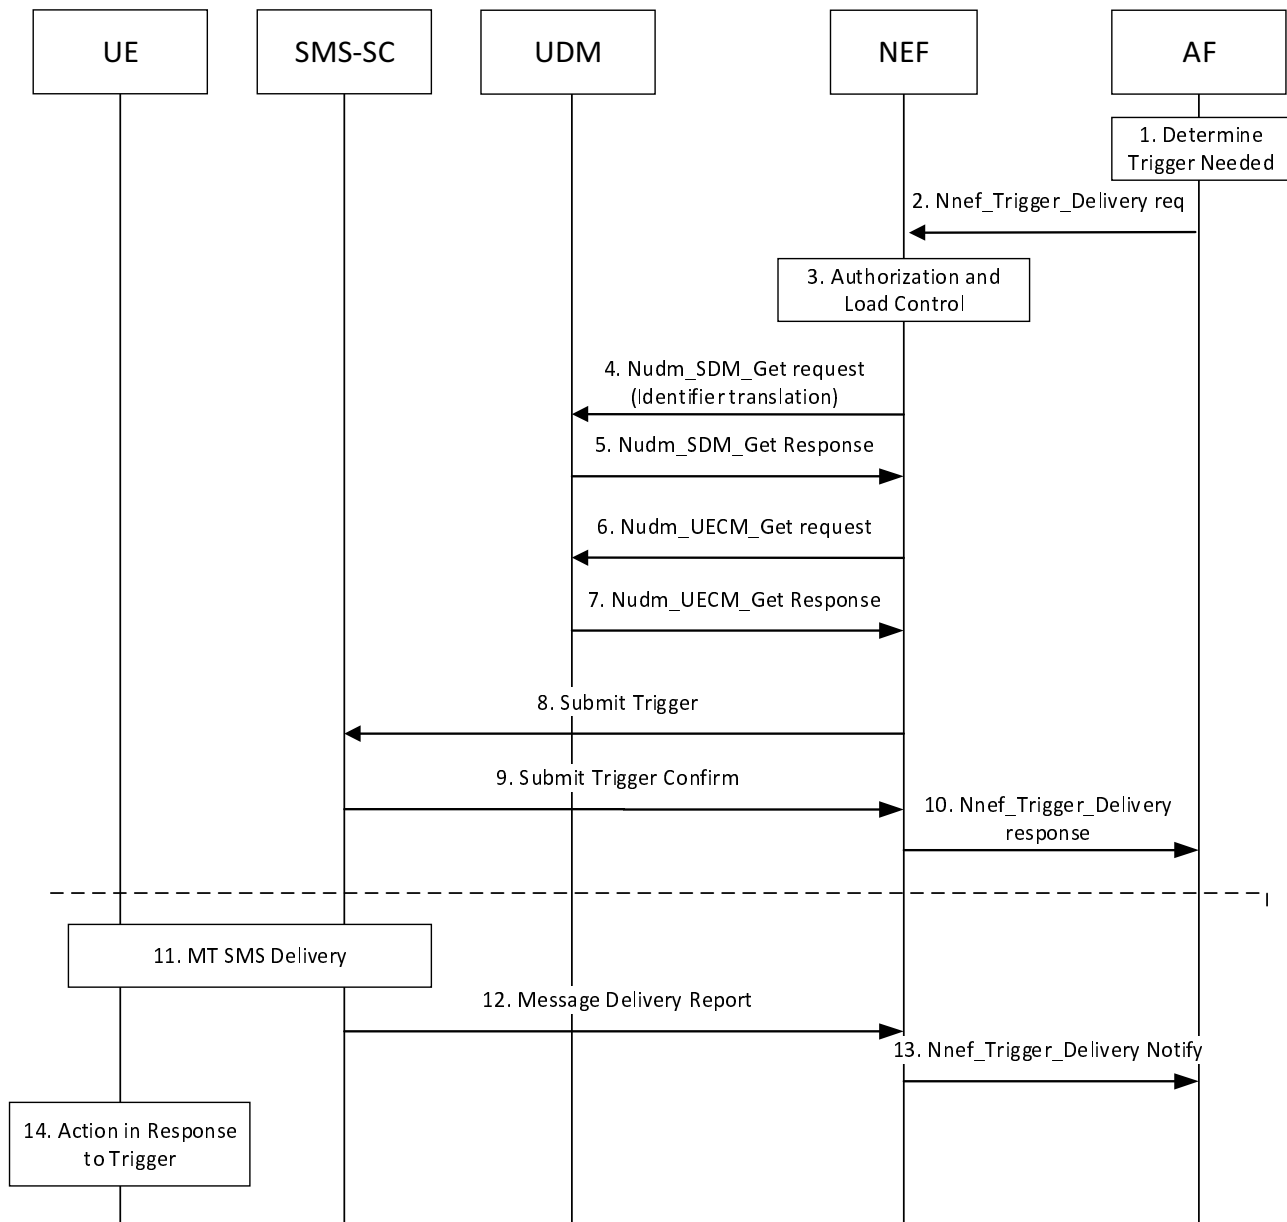 UE
SMS-SC
UDM
NEF
AF
1. Determine
Trigger Needed
2. Nnef_Trigger_Delivery req
3. Authorization and
Load Control
4. Nudm_SDM_Get request
(Identifier translation)
5. Nudm_SDM_Get Response
6. Nudm_UECM_Get request
7. Nudm_UECM_Get Response
8. Submit Trigger
9. Submit Trigger Confirm
10. Nnef_Trigger_Delivery
response
11. MT SMS Delivery
12. Message Delivery Report
13. Nnef_Trigger_Delivery Notify
14. Action in Response
to Trigger